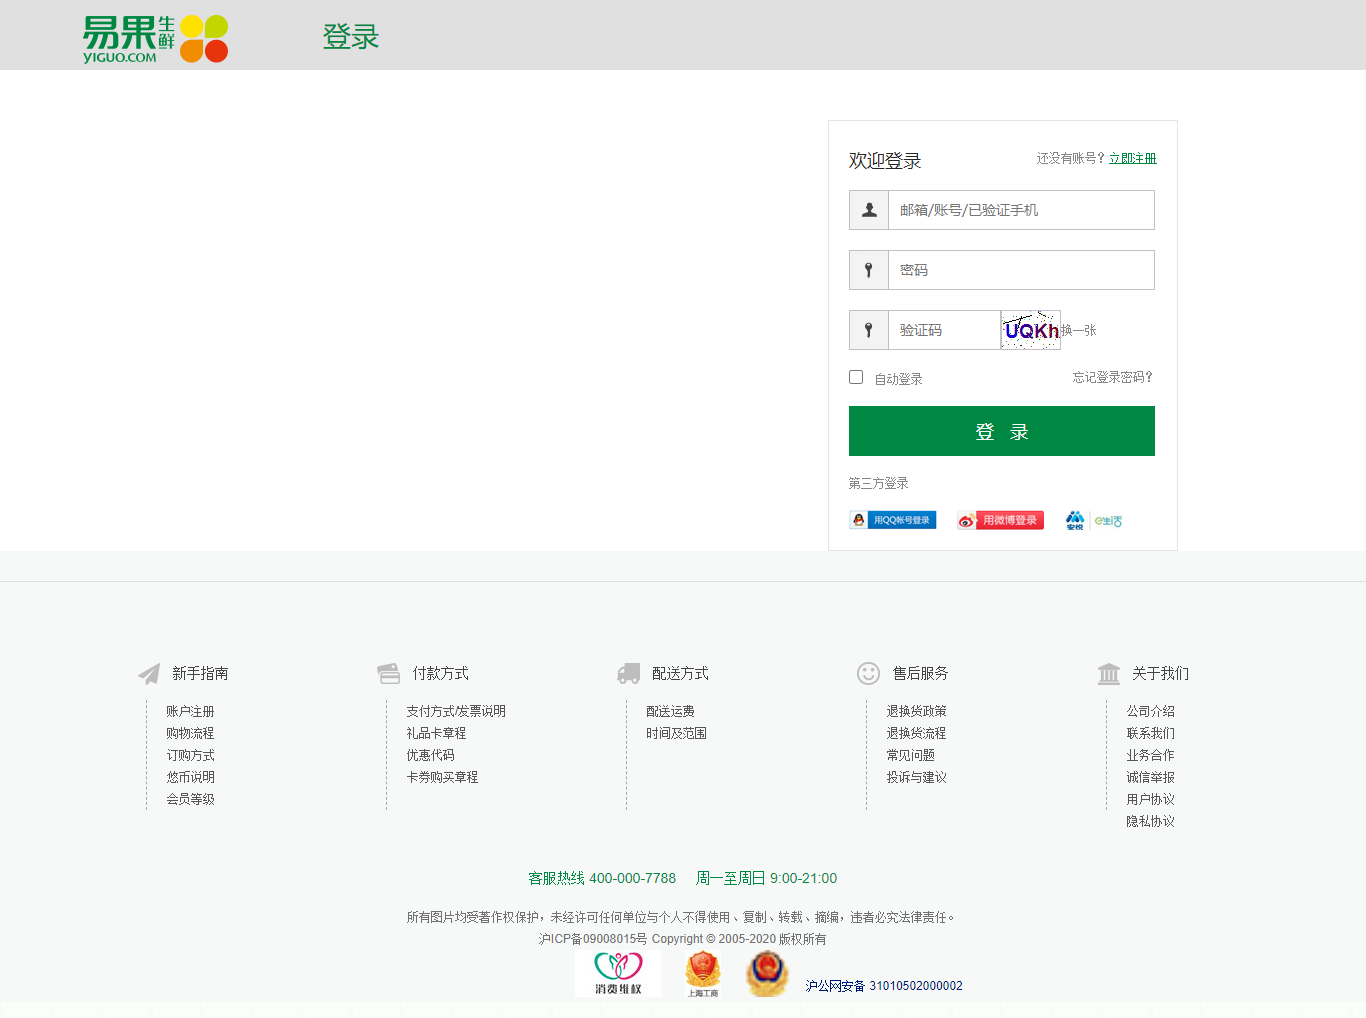 易果生鲜
YIGUO.COM
登录
欢迎登录
还没有账号？立即注册
邮箱/账号/已验证手机
密码
验证码
UQKh
换一张
自动登录
忘记登录密码？
登 录
第三方登录
用QQ帐号登录
用微博登录
安悦 e生活
新手指南
账户注册
购物流程
订购方式
悠币说明
会员等级
付款方式
支付方式/发票说明
礼品卡章程
优惠代码
卡券购买章程
配送方式
配送运费
时间及范围
售后服务
退换货政策
退换货流程
常见问题
投诉与建议
关于我们
公司介绍
联系我们
业务合作
诚信举报
用户协议
隐私协议
客服热线 400-000-7788 周一至周日 9:00-21:00
所有图片均受著作权保护，未经许可任何单位与个人不得使用、复制、转载、摘编，违者必究法律责任。
沪ICP备09008015号 Copyright © 2005-2020 版权所有
消费维权
上海工商
沪公网安备 31010502000002